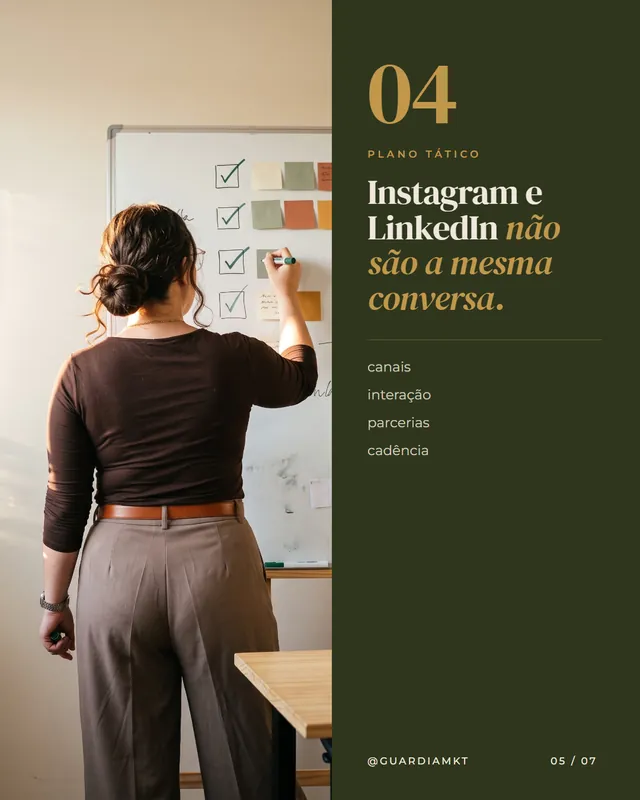 04
PLANO TÁTICO
Instagram e
LinkedIn não
são a mesma
conversa.
canais
interação
parcerias
cadência
@GUARDIAMKT
05 / 07